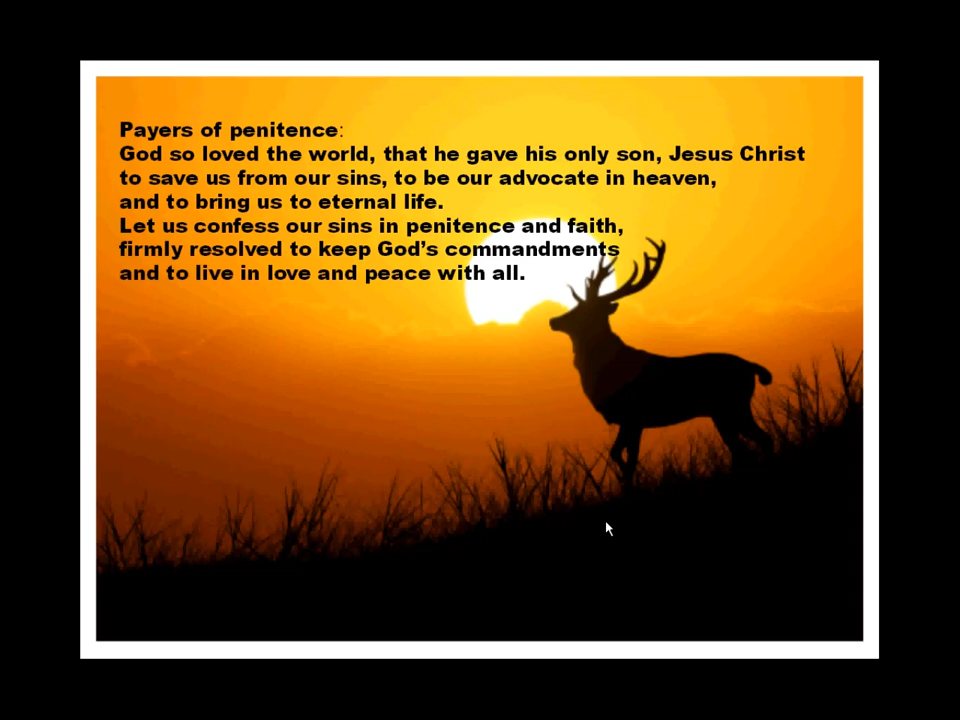 Payers of penitence:
God so loved the world, that he gave his only son, Jesus Christ
to save us from our sins, to be our advocate in heaven,
and to bring us to eternal life.
Let us confess our sins in penitence and faith,
firmly resolved to keep God’s commandments
and to live in love and peace with all.